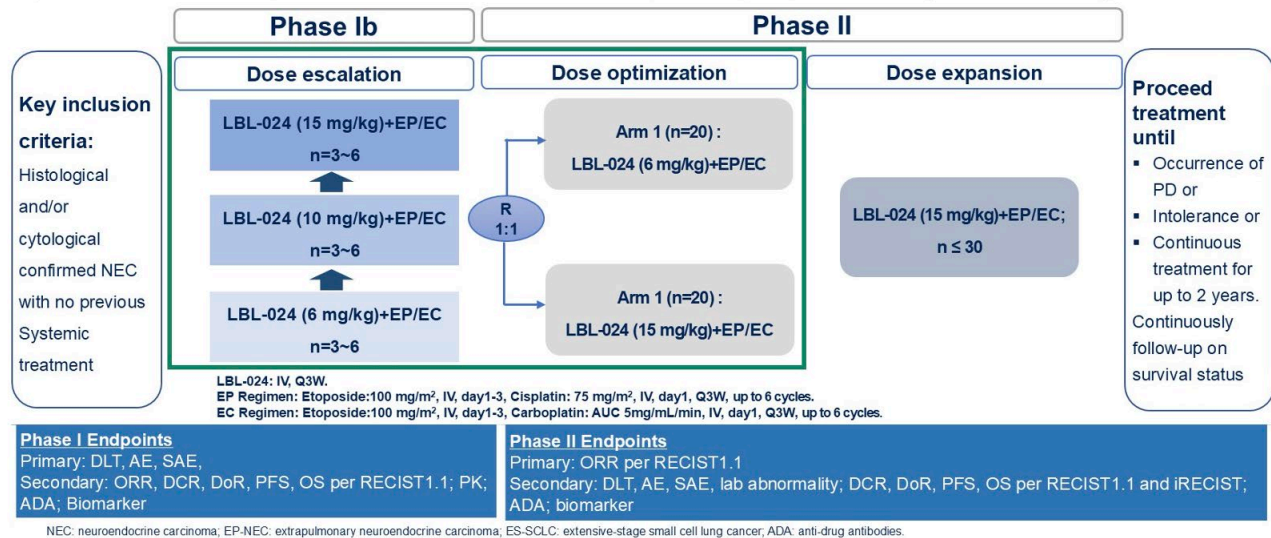 Phase Ib
Phase II
Key inclusion
criteria:
Histological
and/or
cytological
confirmed NEC
with no previous
Systemic
treatment
Dose escalation
LBL-024 (15 mg/kg)+EP/EC
n=3~6
LBL-024 (10 mg/kg)+EP/EC
n=3~6
LBL-024 (6 mg/kg)+EP/EC
n=3~6
Dose optimization
R
1:1
Arm 1 (n=20) :
LBL-024 (6 mg/kg)+EP/EC
Arm 1 (n=20) :
LBL-024 (15 mg/kg)+EP/EC
Dose expansion
LBL-024 (15 mg/kg)+EP/EC;
n ≤ 30
Proceed
treatment
until
▪ Occurrence of
PD or
▪ Intolerance or
▪ Continuous
treatment for
up to 2 years.
Continuously
follow-up on
survival status
LBL-024: IV, Q3W.
EP Regimen: Etoposide:100 mg/m², IV, day1-3, Cisplatin: 75 mg/m², IV, day1, Q3W, up to 6 cycles.
EC Regimen: Etoposide:100 mg/m², IV, day1-3, Carboplatin: AUC 5mg/mL/min, IV, day1, Q3W, up to 6 cycles.
Phase I Endpoints
Primary: DLT, AE, SAE,
Secondary: ORR, DCR, DoR, PFS, OS per RECIST1.1; PK;
ADA; Biomarker
Phase II Endpoints
Primary: ORR per RECIST1.1
Secondary: DLT, AE, SAE, lab abnormality; DCR, DoR, PFS, OS per RECIST1.1 and iRECIST;
ADA; biomarker
NEC: neuroendocrine carcinoma; EP-NEC: extrapulmonary neuroendocrine carcinoma; ES-SCLC: extensive-stage small cell lung cancer; ADA: anti-drug antibodies.